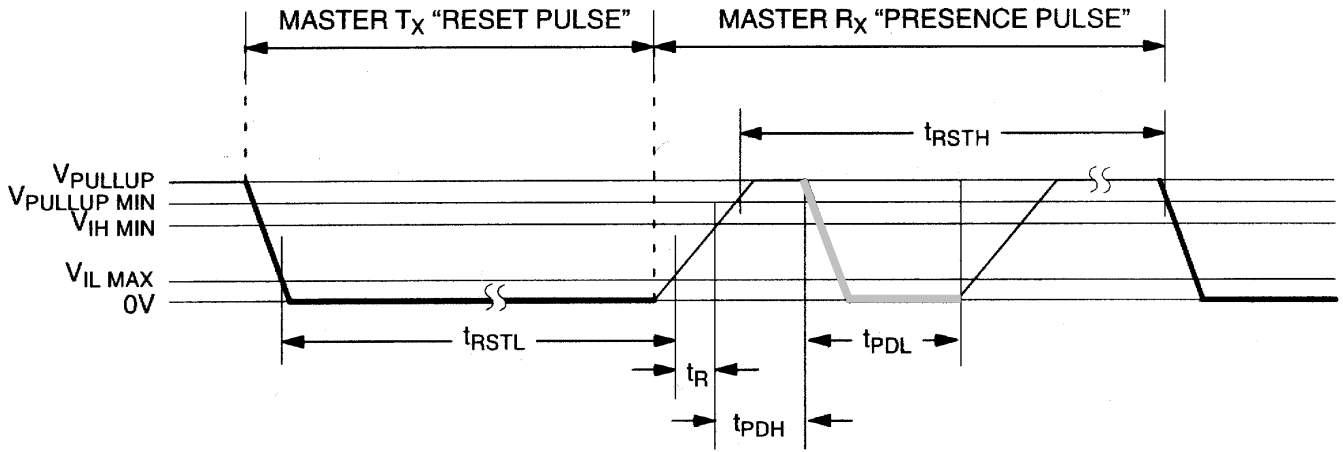 MASTER TX “RESET PULSE”
MASTER RX “PRESENCE PULSE”
tRSTH
VPULLUP
VPULLUP MIN
VIH MIN
VIL MAX
0V
tRSTL
tR
tPDL
tPDH